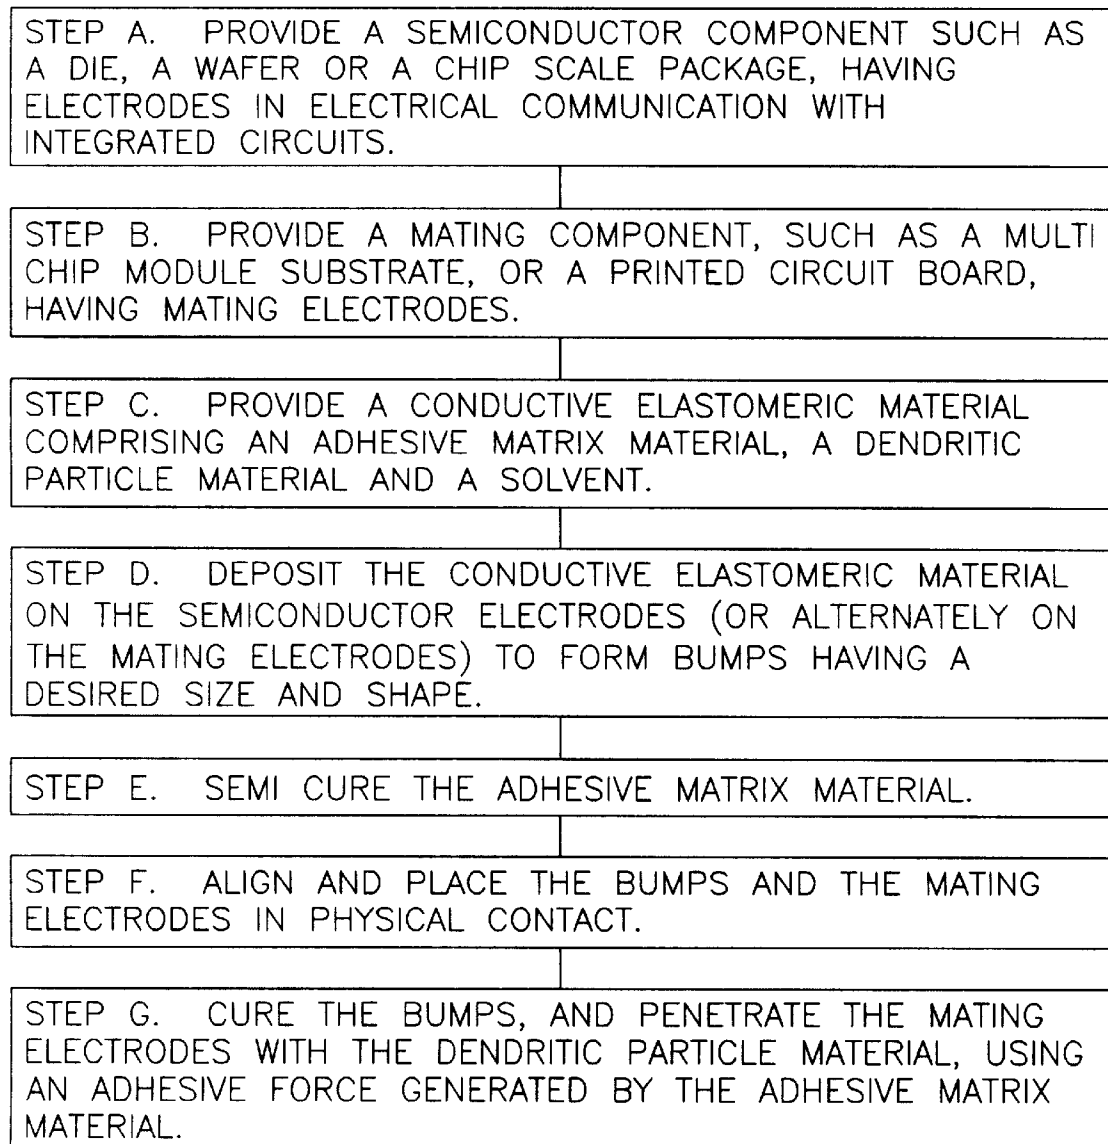 STEP A. PROVIDE A SEMICONDUCTOR COMPONENT SUCH AS
A DIE, A WAFER OR A CHIP SCALE PACKAGE, HAVING
ELECTRODES IN ELECTRICAL COMMUNICATION WITH
INTEGRATED CIRCUITS.
STEP B. PROVIDE A MATING COMPONENT, SUCH AS A MULTI
CHIP MODULE SUBSTRATE, OR A PRINTED CIRCUIT BOARD,
HAVING MATING ELECTRODES.
STEP C. PROVIDE A CONDUCTIVE ELASTOMERIC MATERIAL
COMPRISING AN ADHESIVE MATRIX MATERIAL, A DENDRITIC
PARTICLE MATERIAL AND A SOLVENT.
STEP D. DEPOSIT THE CONDUCTIVE ELASTOMERIC MATERIAL
ON THE SEMICONDUCTOR ELECTRODES (OR ALTERNATELY ON
THE MATING ELECTRODES) TO FORM BUMPS HAVING A
DESIRED SIZE AND SHAPE.
STEP E. SEMI CURE THE ADHESIVE MATRIX MATERIAL.
STEP F. ALIGN AND PLACE THE BUMPS AND THE MATING
ELECTRODES IN PHYSICAL CONTACT.
STEP G. CURE THE BUMPS, AND PENETRATE THE MATING
ELECTRODES WITH THE DENDRITIC PARTICLE MATERIAL, USING
AN ADHESIVE FORCE GENERATED BY THE ADHESIVE MATRIX
MATERIAL.